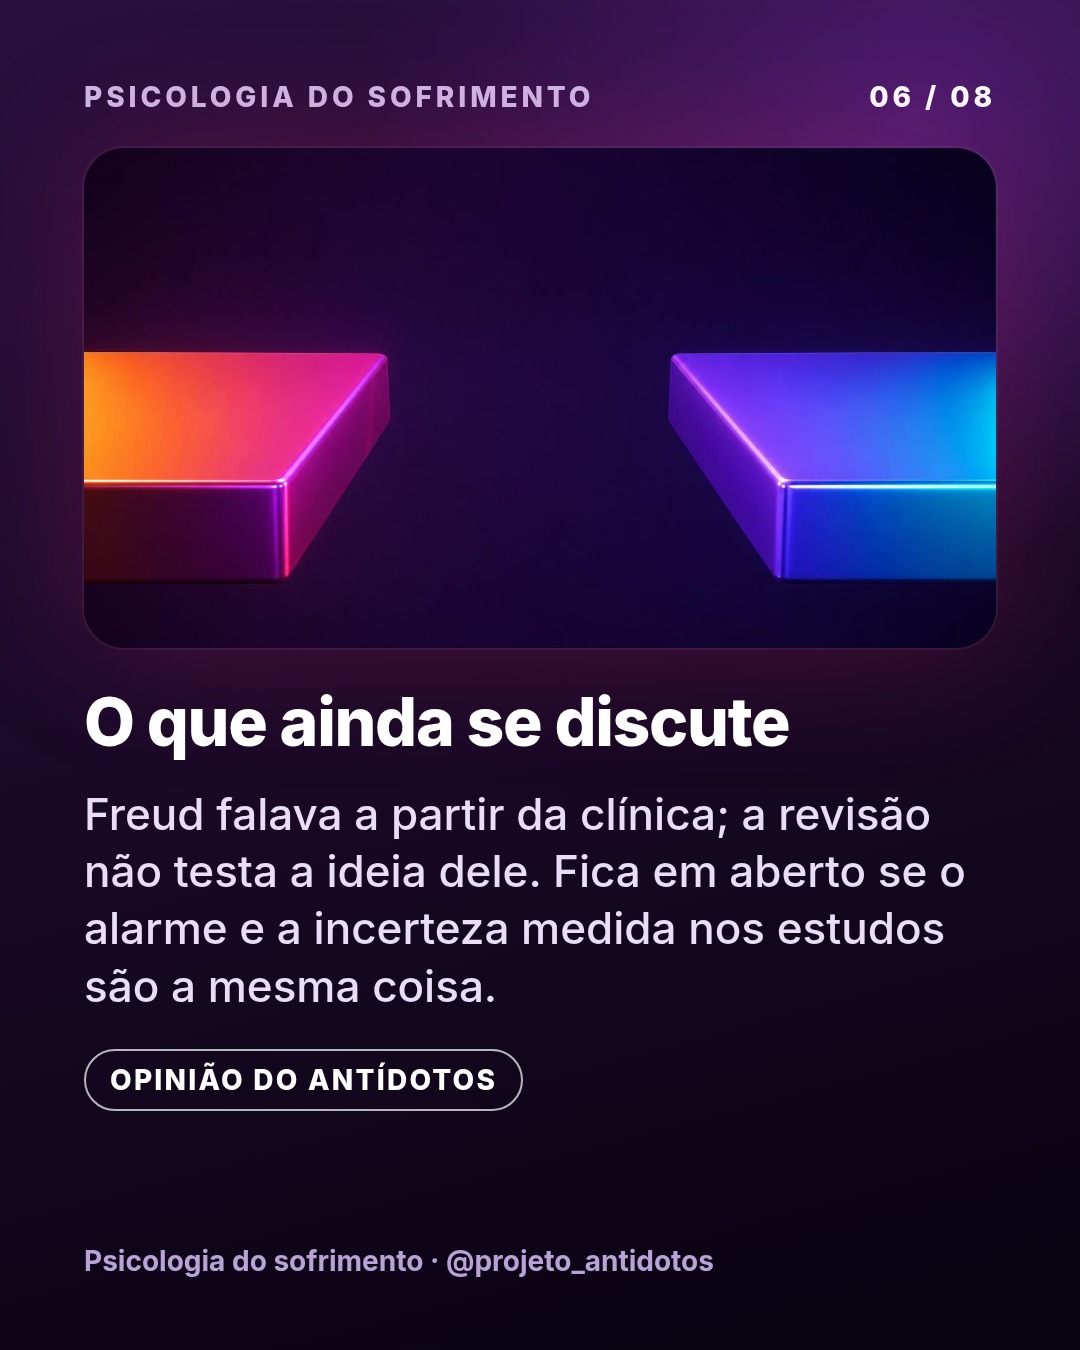 PSICOLOGIA DO SOFRIMENTO
06 / 08
O que ainda se discute
Freud falava a partir da clínica; a revisão
não testa a ideia dele. Fica em aberto se o
alarme e a incerteza medida nos estudos
são a mesma coisa.
OPINIÃO DO ANTÍDOTOS
Psicologia do sofrimento · @projeto_antidotos